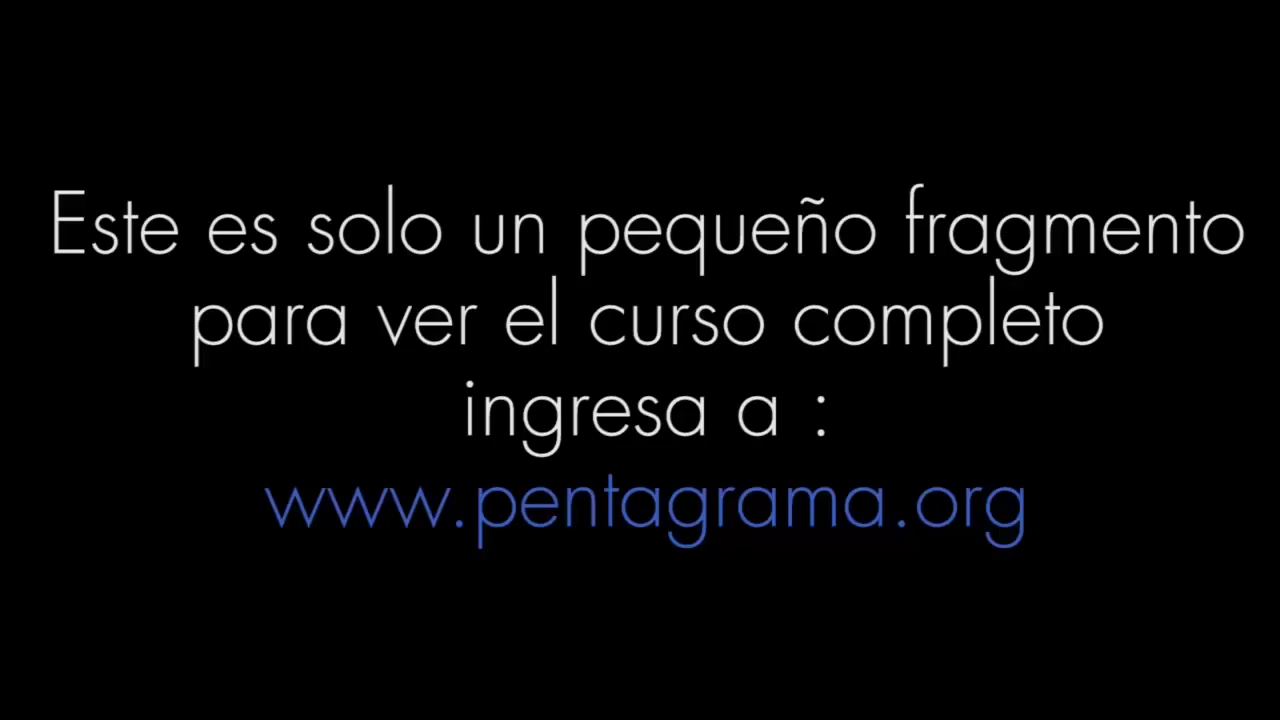 Este es solo un pequeño fragmento
para ver el curso completo
ingresa a :
www.pentagrama.org